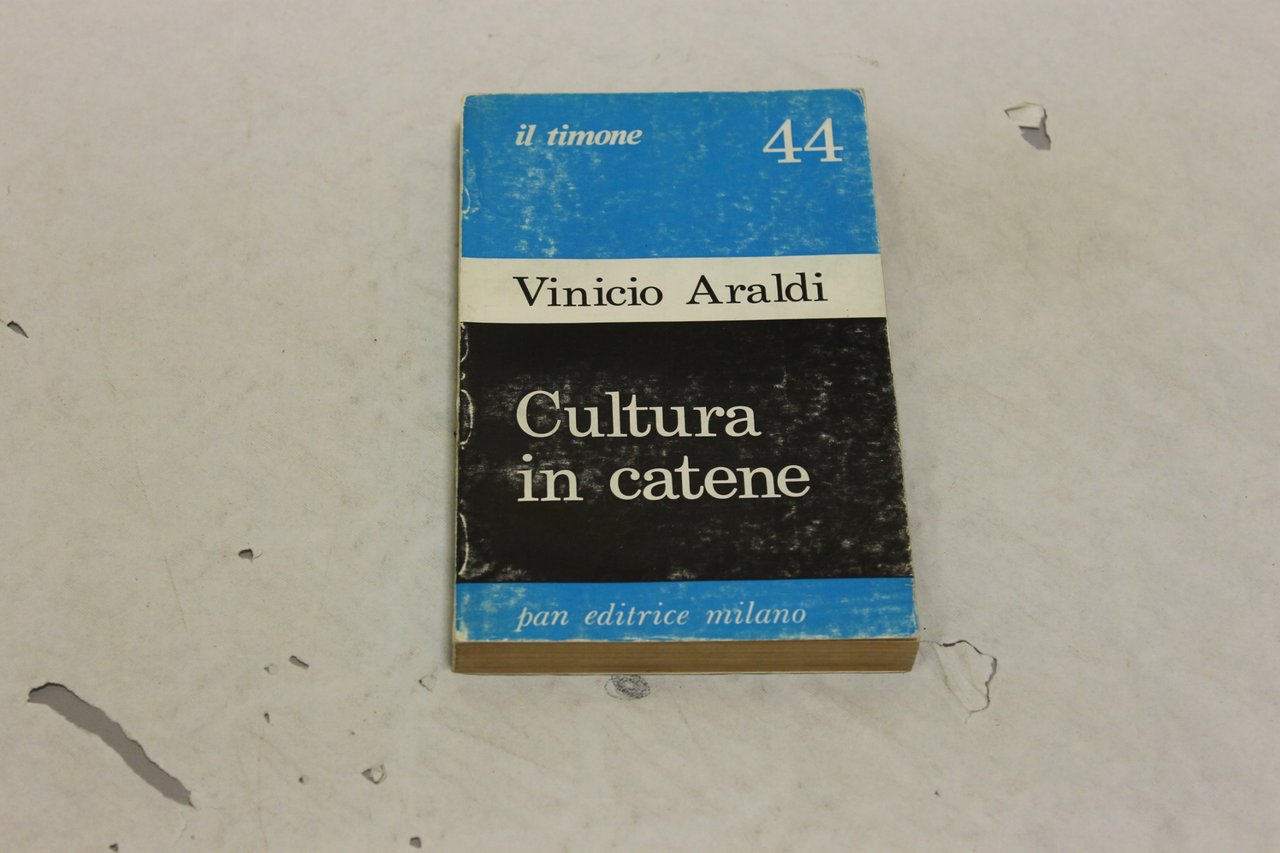 il timone
44
Vinicio Araldi
Cultura
in catene
pan editrice milano